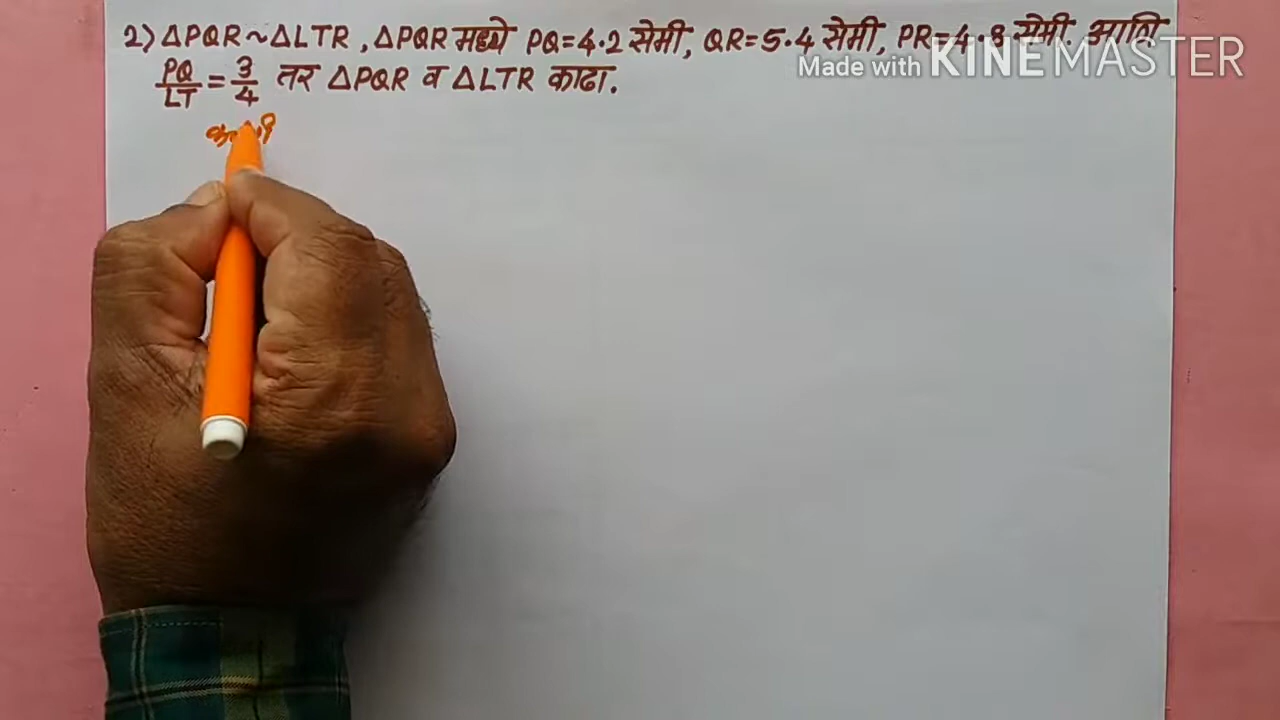 2) ΔPQR ~ ΔLTR, ΔPQR मध्ये PQ=4.2 सेमी, QR=5.4 सेमी, PR=4.8 सेमी. आणि
Made with KINEMASTER
PQ/LT = 3/4 तर ΔPQR व ΔLTR काढा.